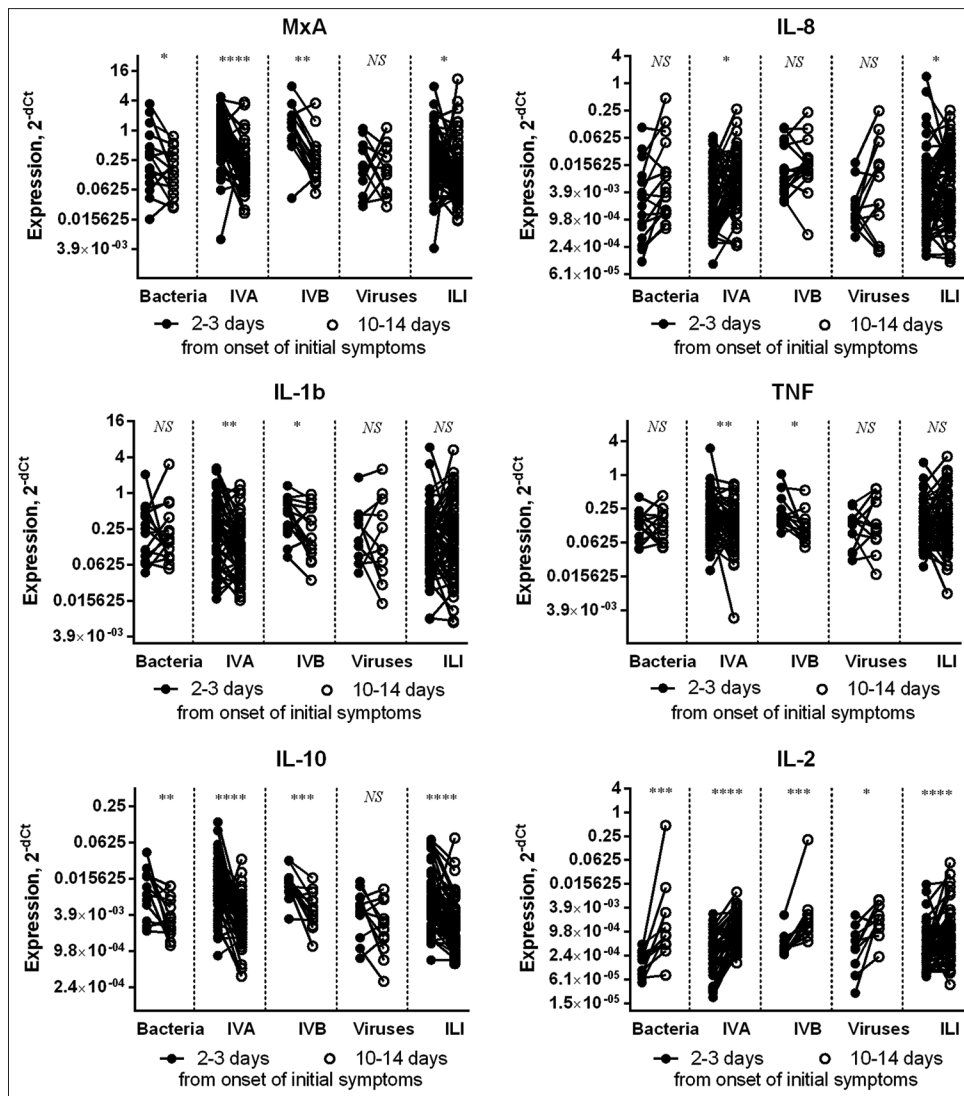 MxA
Expression, 2^-dCt
16
4
1
0.25
0.0625
0.015625
3.9×10^-03
* **** ** NS *
Bacteria IVA IVB Viruses ILI
2-3 days 10-14 days
from onset of initial symptoms
IL-8
Expression, 2^-dCt
4
1
0.25
0.0625
0.015625
3.9×10^-03
9.8×10^-04
2.4×10^-04
6.1×10^-05
NS * NS NS *
Bacteria IVA IVB Viruses ILI
2-3 days 10-14 days
from onset of initial symptoms
IL-1b
Expression, 2^-dCt
16
4
1
0.25
0.0625
0.015625
3.9×10^-03
NS ** * NS NS
Bacteria IVA IVB Viruses ILI
2-3 days 10-14 days
from onset of initial symptoms
TNF
Expression, 2^-dCt
4
1
0.25
0.0625
0.015625
3.9×10^-03
NS ** * NS NS
Bacteria IVA IVB Viruses ILI
2-3 days 10-14 days
from onset of initial symptoms
IL-10
Expression, 2^-dCt
0.25
0.0625
0.015625
3.9×10^-03
9.8×10^-04
2.4×10^-04
** **** *** NS ****
Bacteria IVA IVB Viruses ILI
2-3 days 10-14 days
from onset of initial symptoms
IL-2
Expression, 2^-dCt
4
1
0.25
0.0625
0.015625
3.9×10^-03
9.8×10^-04
2.4×10^-04
6.1×10^-05
1.5×10^-05
*** **** *** * ****
Bacteria IVA IVB Viruses ILI
2-3 days 10-14 days
from onset of initial symptoms